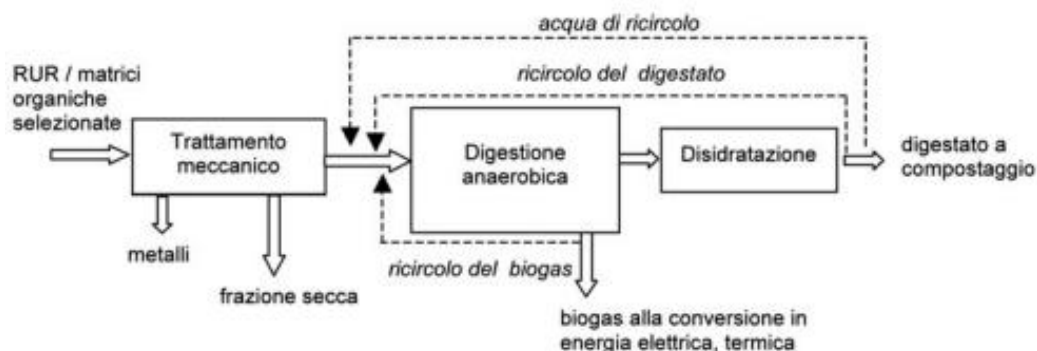 acqua di ricircolo
RUR / matrici
organiche
selezionate
ricircolo del digestato
Trattamento
meccanico
Digestione
anaerobica
Disidratazione
digestato a
compostaggio
metalli
ricircolo del biogas
frazione secca
biogas alla conversione in
energia elettrica, termica